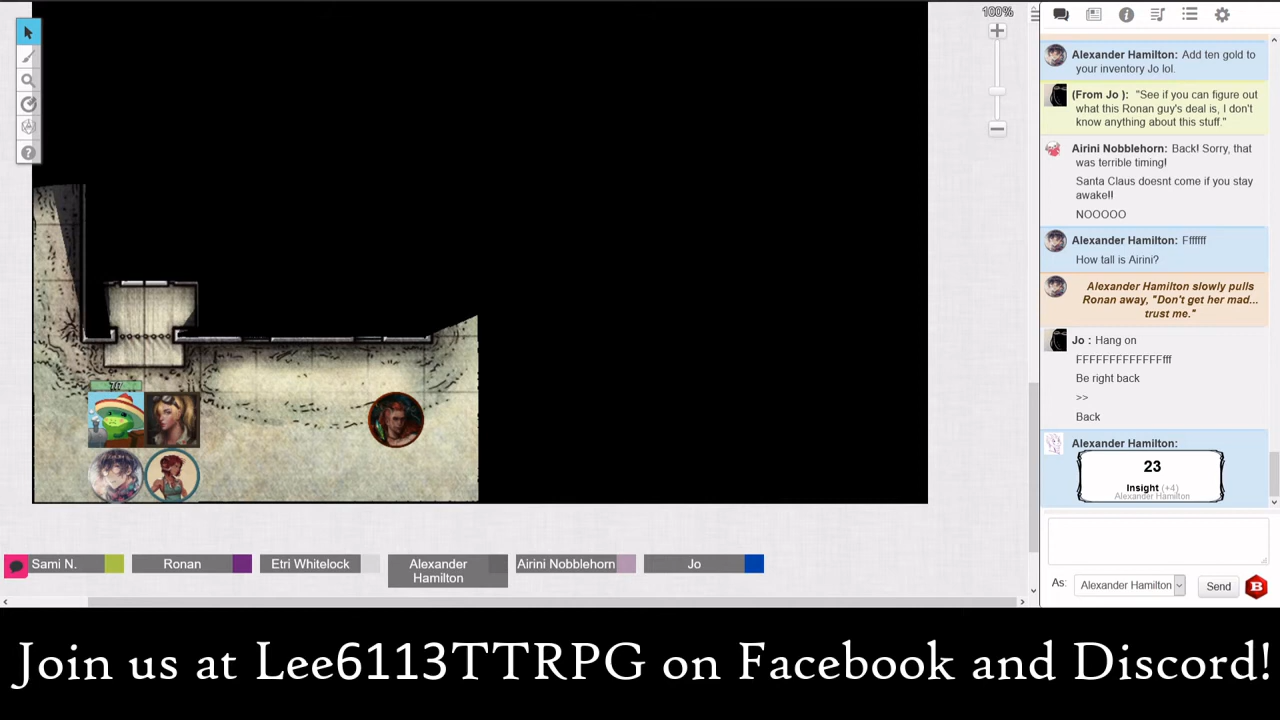 100%
Alexander Hamilton: Add ten gold to
your inventory Jo lol.
(From Jo ): "See if you can figure out
what this Ronan guy's deal is, I don't
know anything about this stuff."
Airini Nobblehorn: Back! Sorry, that
was terrible timing!
Santa Claus doesnt come if you stay
awake!!
NOOOOO
Alexander Hamilton: Ffffffff
How tall is Airini?
Alexander Hamilton slowly pulls
Ronan away, "Don't get her mad...
trust me."
Jo : Hang on
FFFFFFFFFFFFFfff
Be right back
>>
Back
Alexander Hamilton:
23
Insight (+4)
Alexander Hamilton
Sami N.
Ronan
Etri Whitelock
Alexander
Hamilton
Airini Nobblehorn
Jo
As: Alexander Hamilton Send B
Join us at Lee6113TTRPG on Facebook and Discord!